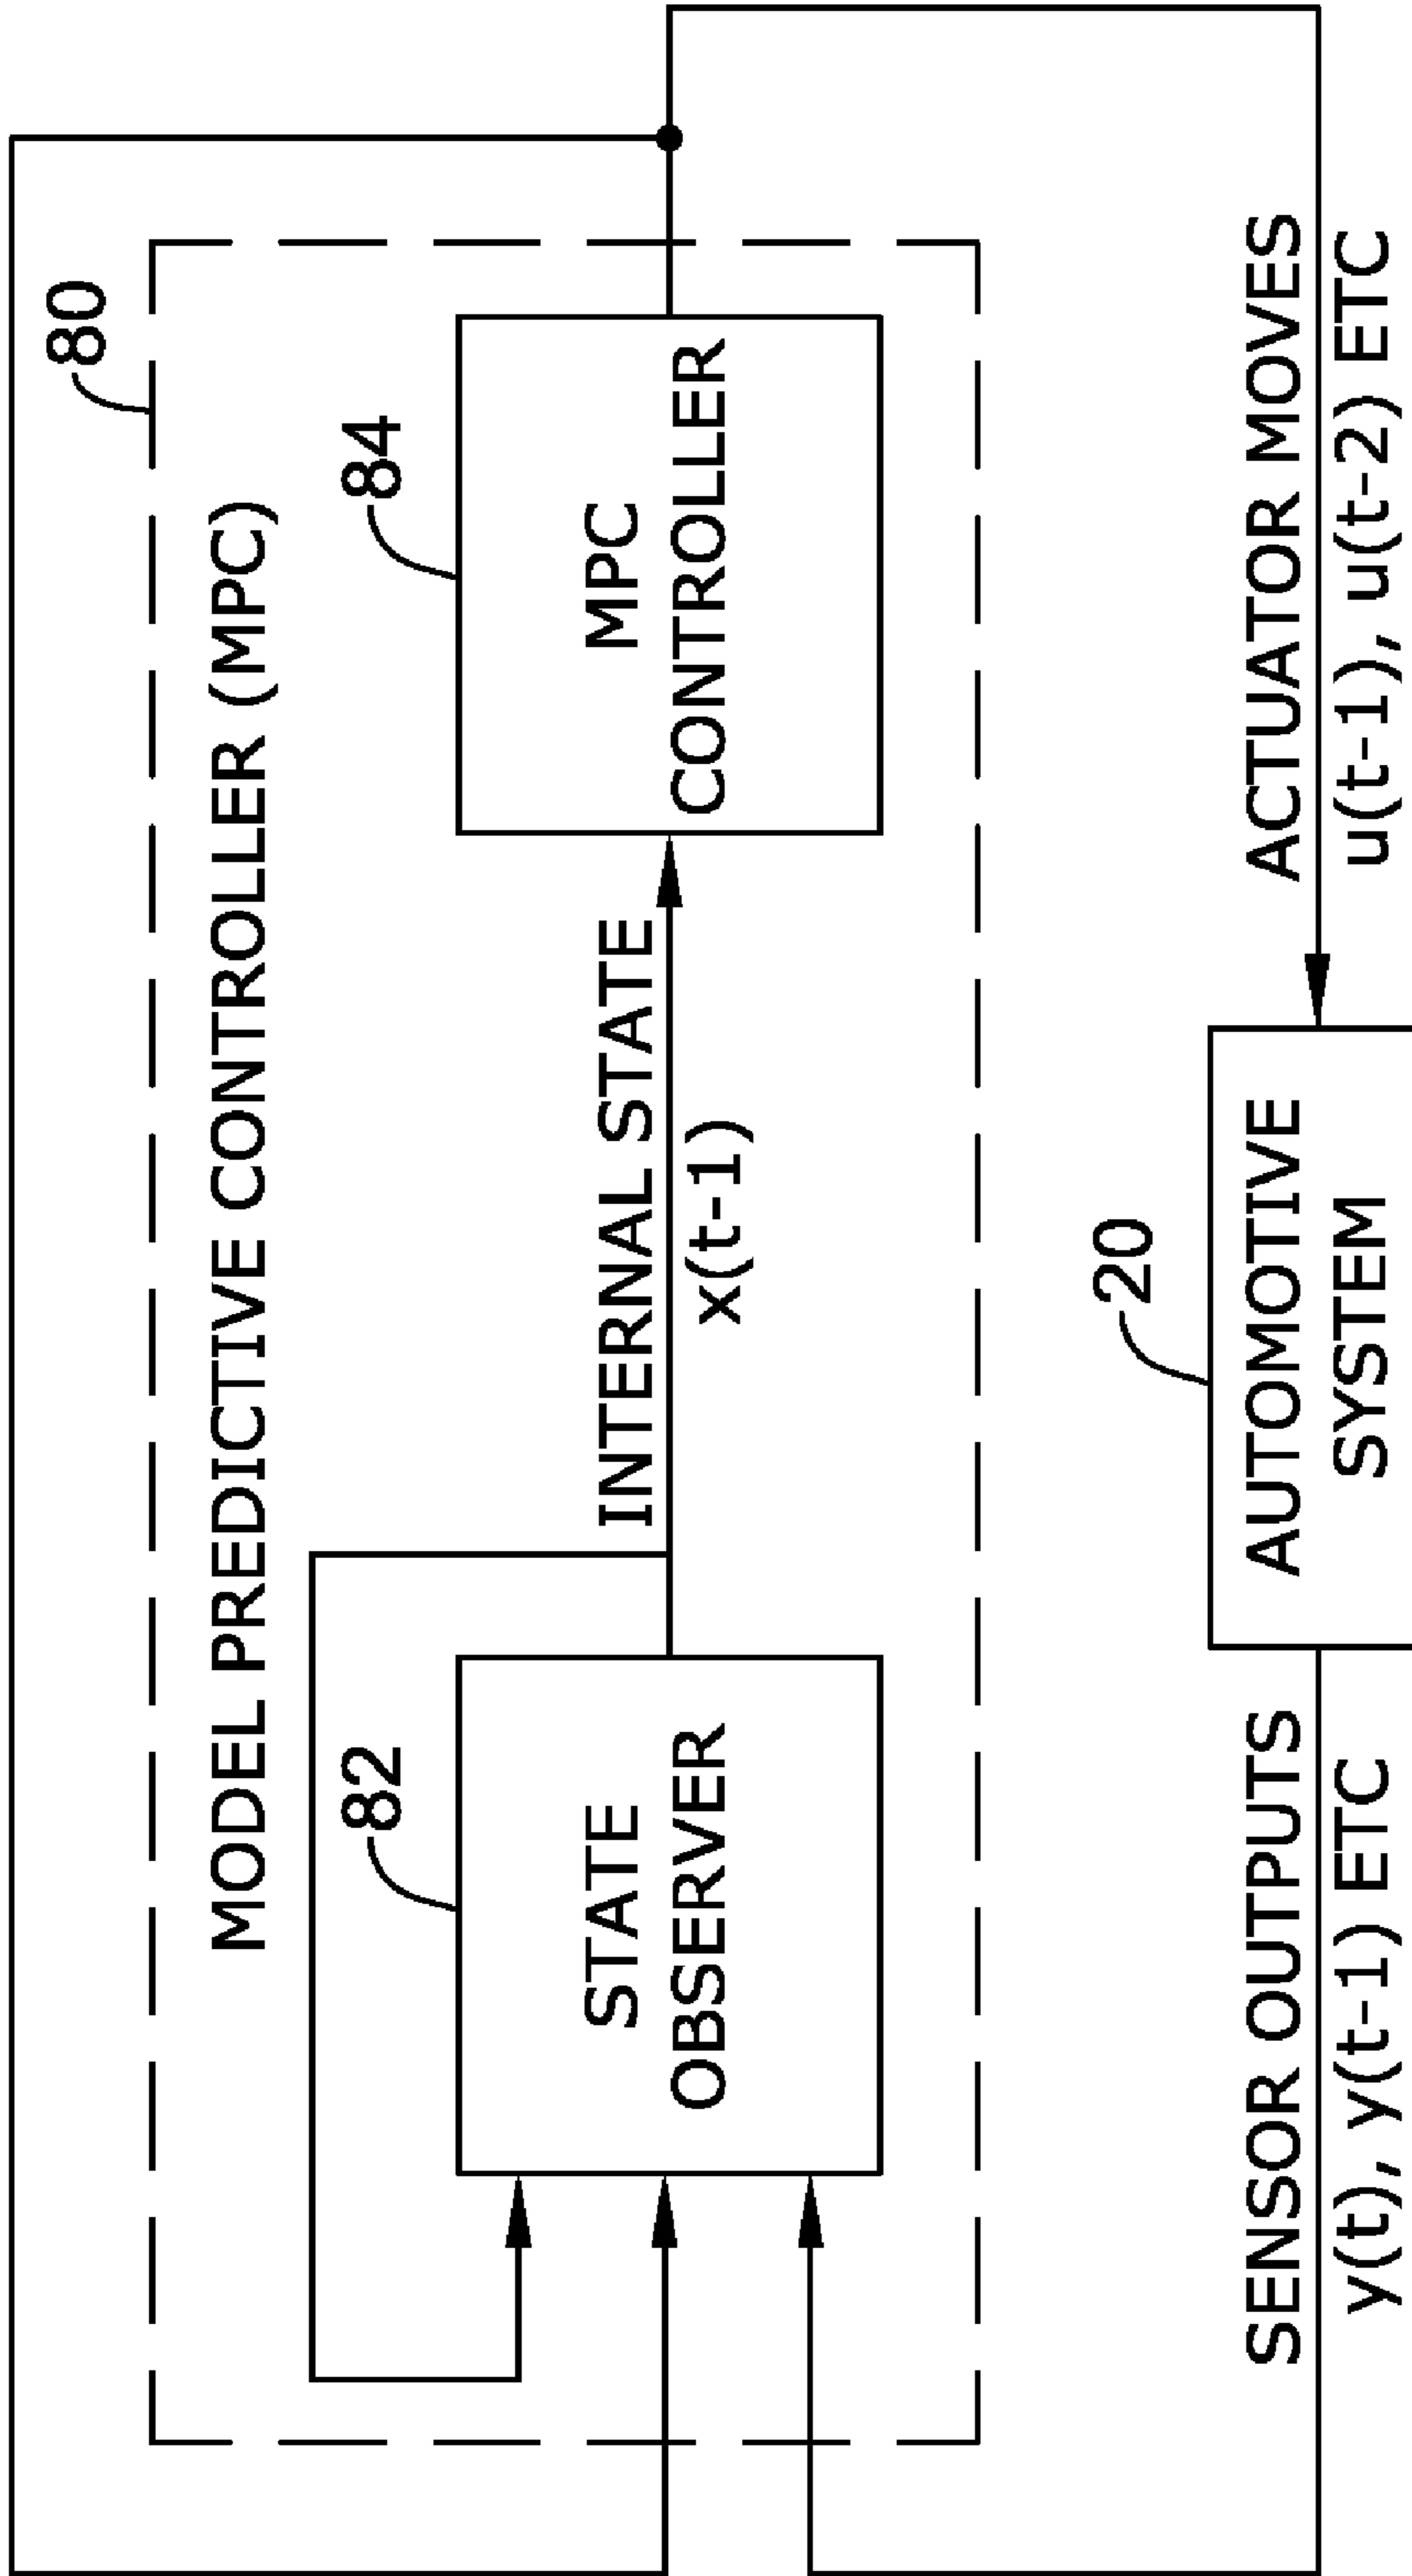 80
MODEL PREDICTIVE CONTROLLER (MPC)
82
84
STATE
OBSERVER
INTERNAL STATE
x(t-1)
MPC
CONTROLLER
20
SENSOR OUTPUTS
y(t), y(t-1) ETC
AUTOMOTIVE
SYSTEM
ACTUATOR MOVES
u(t-1), u(t-2) ETC